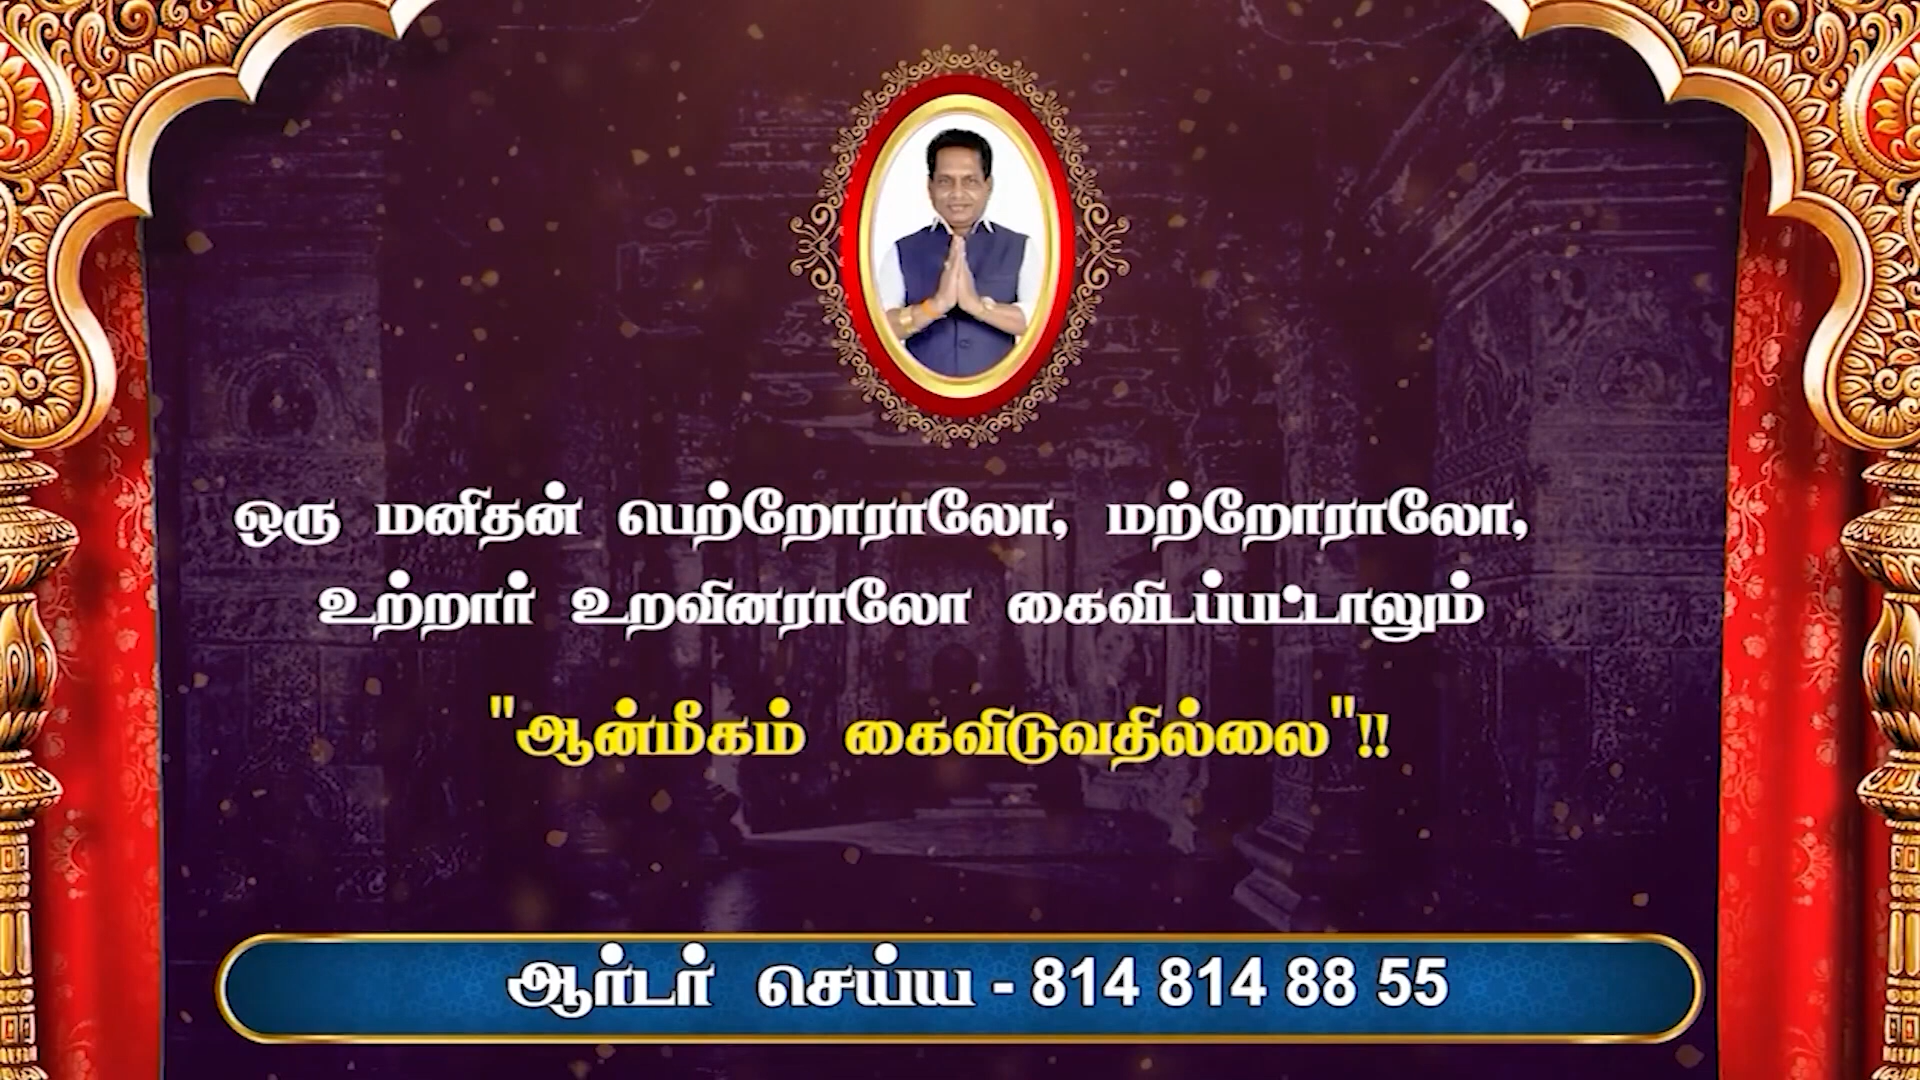 ஒரு மனிதன் பெற்றோராலோ, மற்றோராலோ,
உற்றார் உறவினராலோ கைவிடப்பட்டாலும்
"ஆன்மீகம் கைவிடுவதில்லை"!!
ஆர்டர் செய்ய - 814 814 88 55